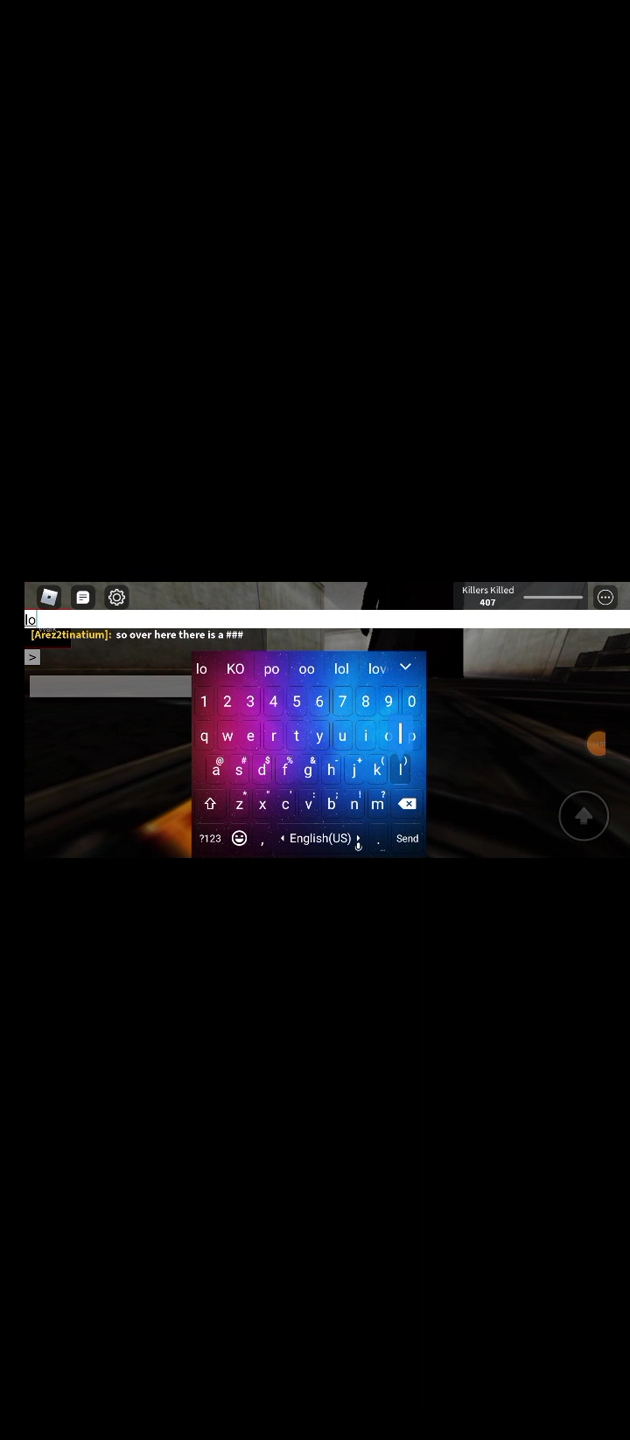 Killers Killed
407
lo
[Arez2tinatium]: so over here there is a ###
>
lo KO po oo lol lov
1 2 3 4 5 6 7 8 9 0
q w e r t y u i o p
@ # $ % & - + ( )
a s d f g h j k l
* " ' : ; ! ?
z x c v b n m
?123 , English(US) . Send